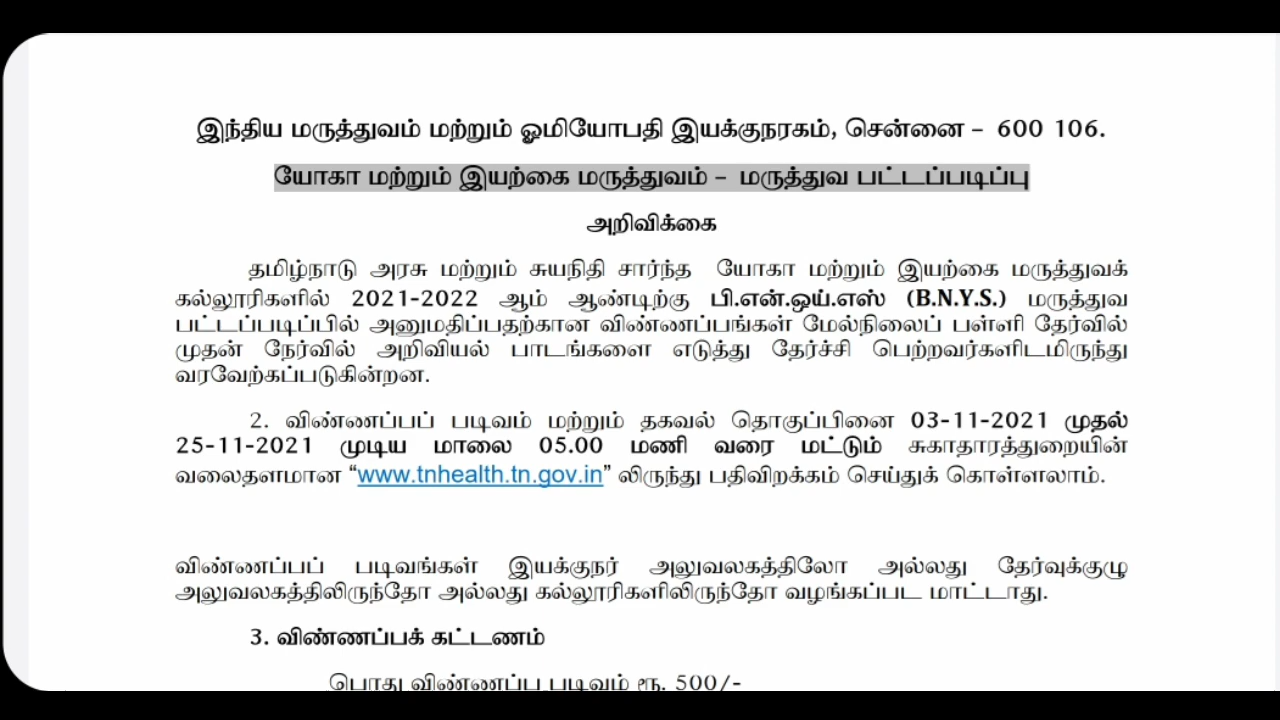 இந்திய மருத்துவம் மற்றும் ஓமியோபதி இயக்குநரகம், சென்னை – 600 106.
யோகா மற்றும் இயற்கை மருத்துவம் – மருத்துவ பட்டப்படிப்பு
அறிவிக்கை
தமிழ்நாடு அரசு மற்றும் சுயநிதி சார்ந்த யோகா மற்றும் இயற்கை மருத்துவக்
கல்லூரிகளில் 2021-2022 ஆம் ஆண்டிற்கு பி.என்.ஒய்.எஸ் (B.N.Y.S.) மருத்துவ
பட்டப்படிப்பில் அனுமதிப்பதற்கான விண்ணப்பங்கள் மேல்நிலைப் பள்ளி தேர்வில்
முதன் நேர்வில் அறிவியல் பாடங்களை எடுத்து தேர்ச்சி பெற்றவர்களிடமிருந்து
வரவேற்கப்படுகின்றன.
2. விண்ணப்பப் படிவம் மற்றும் தகவல் தொகுப்பினை 03-11-2021 முதல்
25-11-2021 முடிய மாலை 05.00 மணி வரை மட்டும் சுகாதாரத்துறையின்
வலைதளமான “www.tnhealth.tn.gov.in” லிருந்து பதிவிறக்கம் செய்துக் கொள்ளலாம்.
விண்ணப்பப் படிவங்கள் இயக்குநர் அலுவலகத்திலோ அல்லது தேர்வுக்குழு
அலுவலகத்திலிருந்தோ அல்லது கல்லூரிகளிலிருந்தோ வழங்கப்பட மாட்டாது.
3. விண்ணப்பக் கட்டணம்
பொது விண்ணப்ப படிவம் ரூ. 500/-